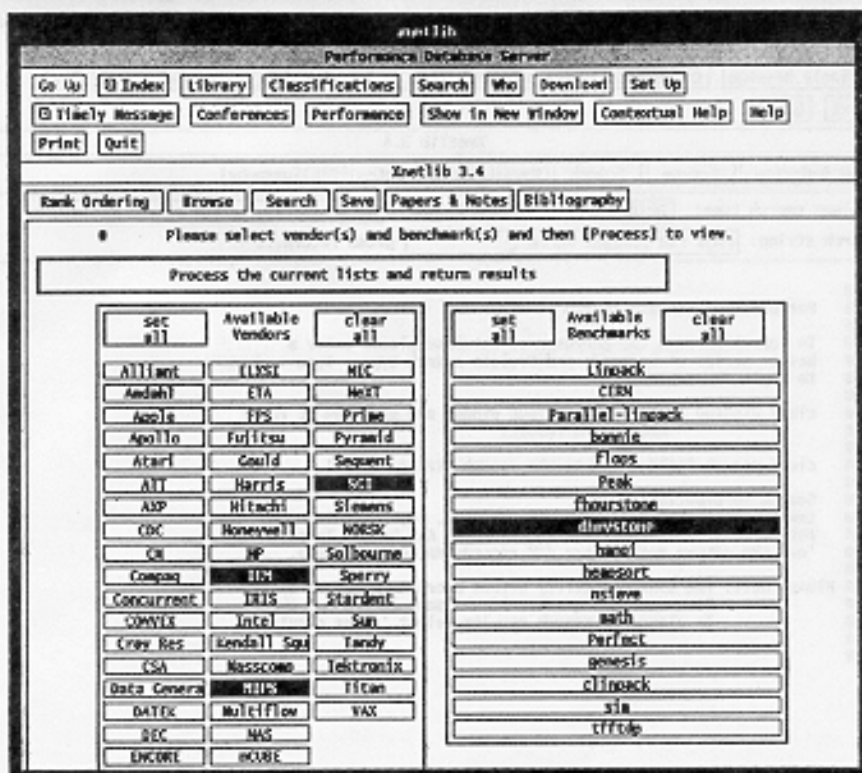 xnetlib
Performance Database Server
Go Up Index Library Classifications Search Who Download Set Up
Timely Message Conferences Performance Show in New Window Contextual Help Help
Print Quit
Xnetlib 3.4
Rank Ordering Browse Search Save Papers & Notes Bibliography
Please select vendor(s) and benchmark(s) and then [Process] to view.
Process the current lists and return results
set all Available Vendors clear all
set all Available Benchmarks clear all
Alliant ELXSI MIC Linpack
Amdahl ETA NeXT CERN
Apple FPS Prime Parallel-linpack
Apollo Fujitsu Pyramid bonnie
Atari Gould Sequent Flops
ATT Harris SGI Peak
AXP Hitachi Siemens fhourstone
CDC Honeywell NORSK dhrystone
CM HP Solbourne hanoi
Compaq IBM Sperry heapsort
Concurrent IRIS Stardent nsieve
CONVEX Intel Sun math
Cray Res Kendall Squ Tandy Perfect
CSA Masscomp Tektronix genesis
Data Genera MIPS Titan clinpack
DATEK Multiflow VAX sim
DEC NAS tfftdp
ENCORE nCUBE